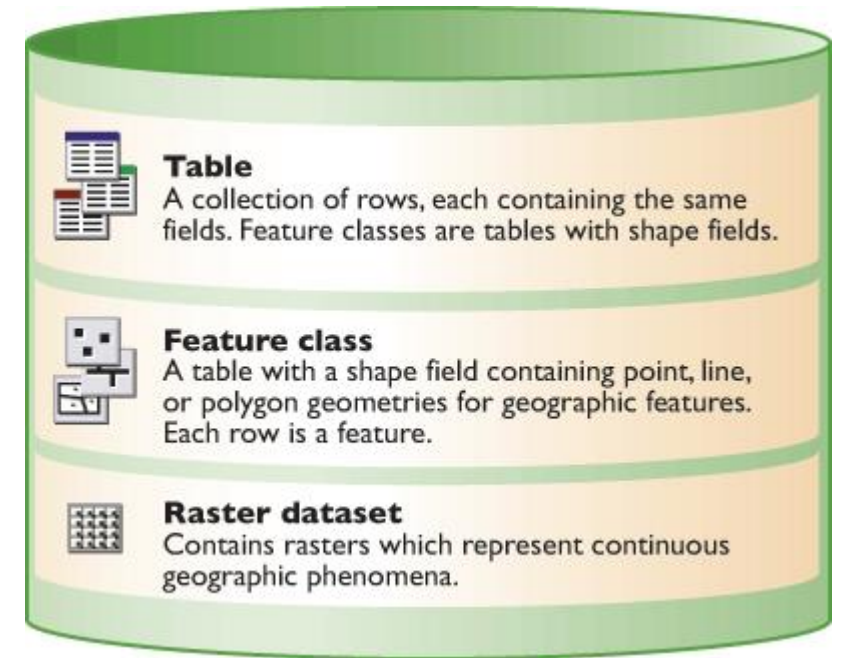 Table
A collection of rows, each containing the same
fields. Feature classes are tables with shape fields.
Feature class
A table with a shape field containing point, line,
or polygon geometries for geographic features.
Each row is a feature.
Raster dataset
Contains rasters which represent continuous
geographic phenomena.